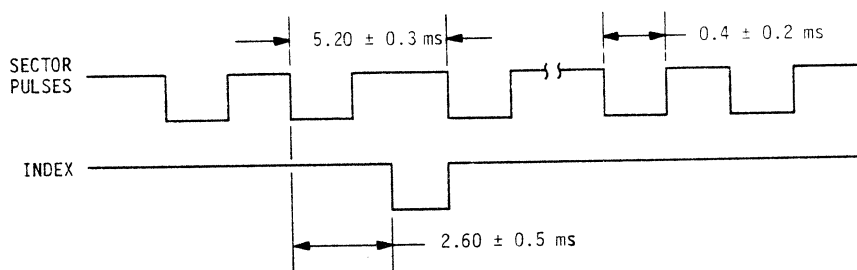 5.20 ± 0.3 ms
0.4 ± 0.2 ms
SECTOR
PULSES
INDEX
2.60 ± 0.5 ms